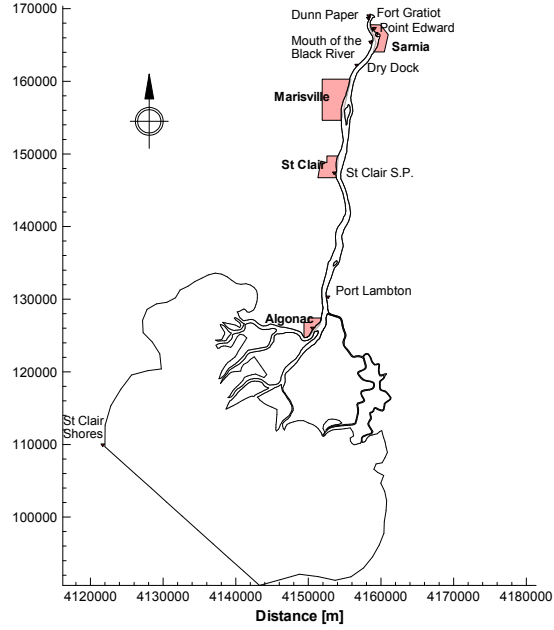 170000
Dunn Paper
Fort Gratiot
Point Edward
Mouth of the
Black River
Sarnia
Dry Dock
160000
Marisville
150000
St Clair
St Clair S.P.
140000
130000
Port Lambton
Algonac
120000
St Clair
Shores
110000
100000
4120000 4130000 4140000 4150000 4160000 4170000 4180000
Distance [m]